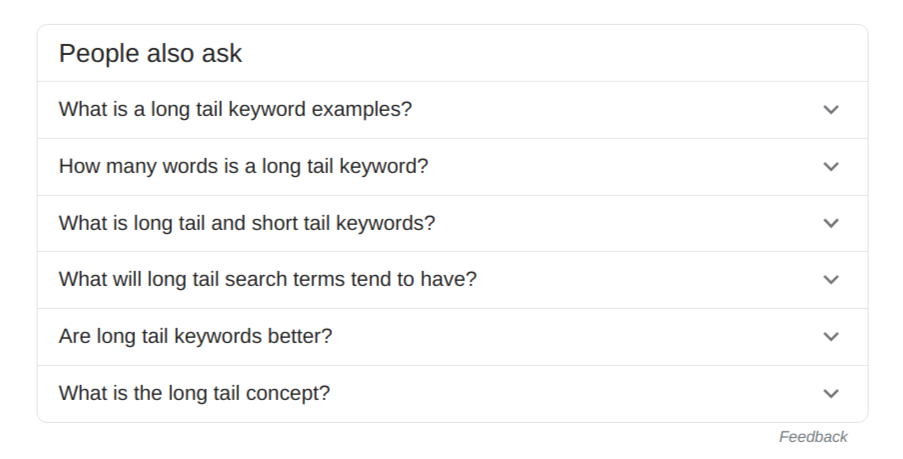 People also ask
What is a long tail keyword examples?
How many words is a long tail keyword?
What is long tail and short tail keywords?
What will long tail search terms tend to have?
Are long tail keywords better?
What is the long tail concept?
Feedback